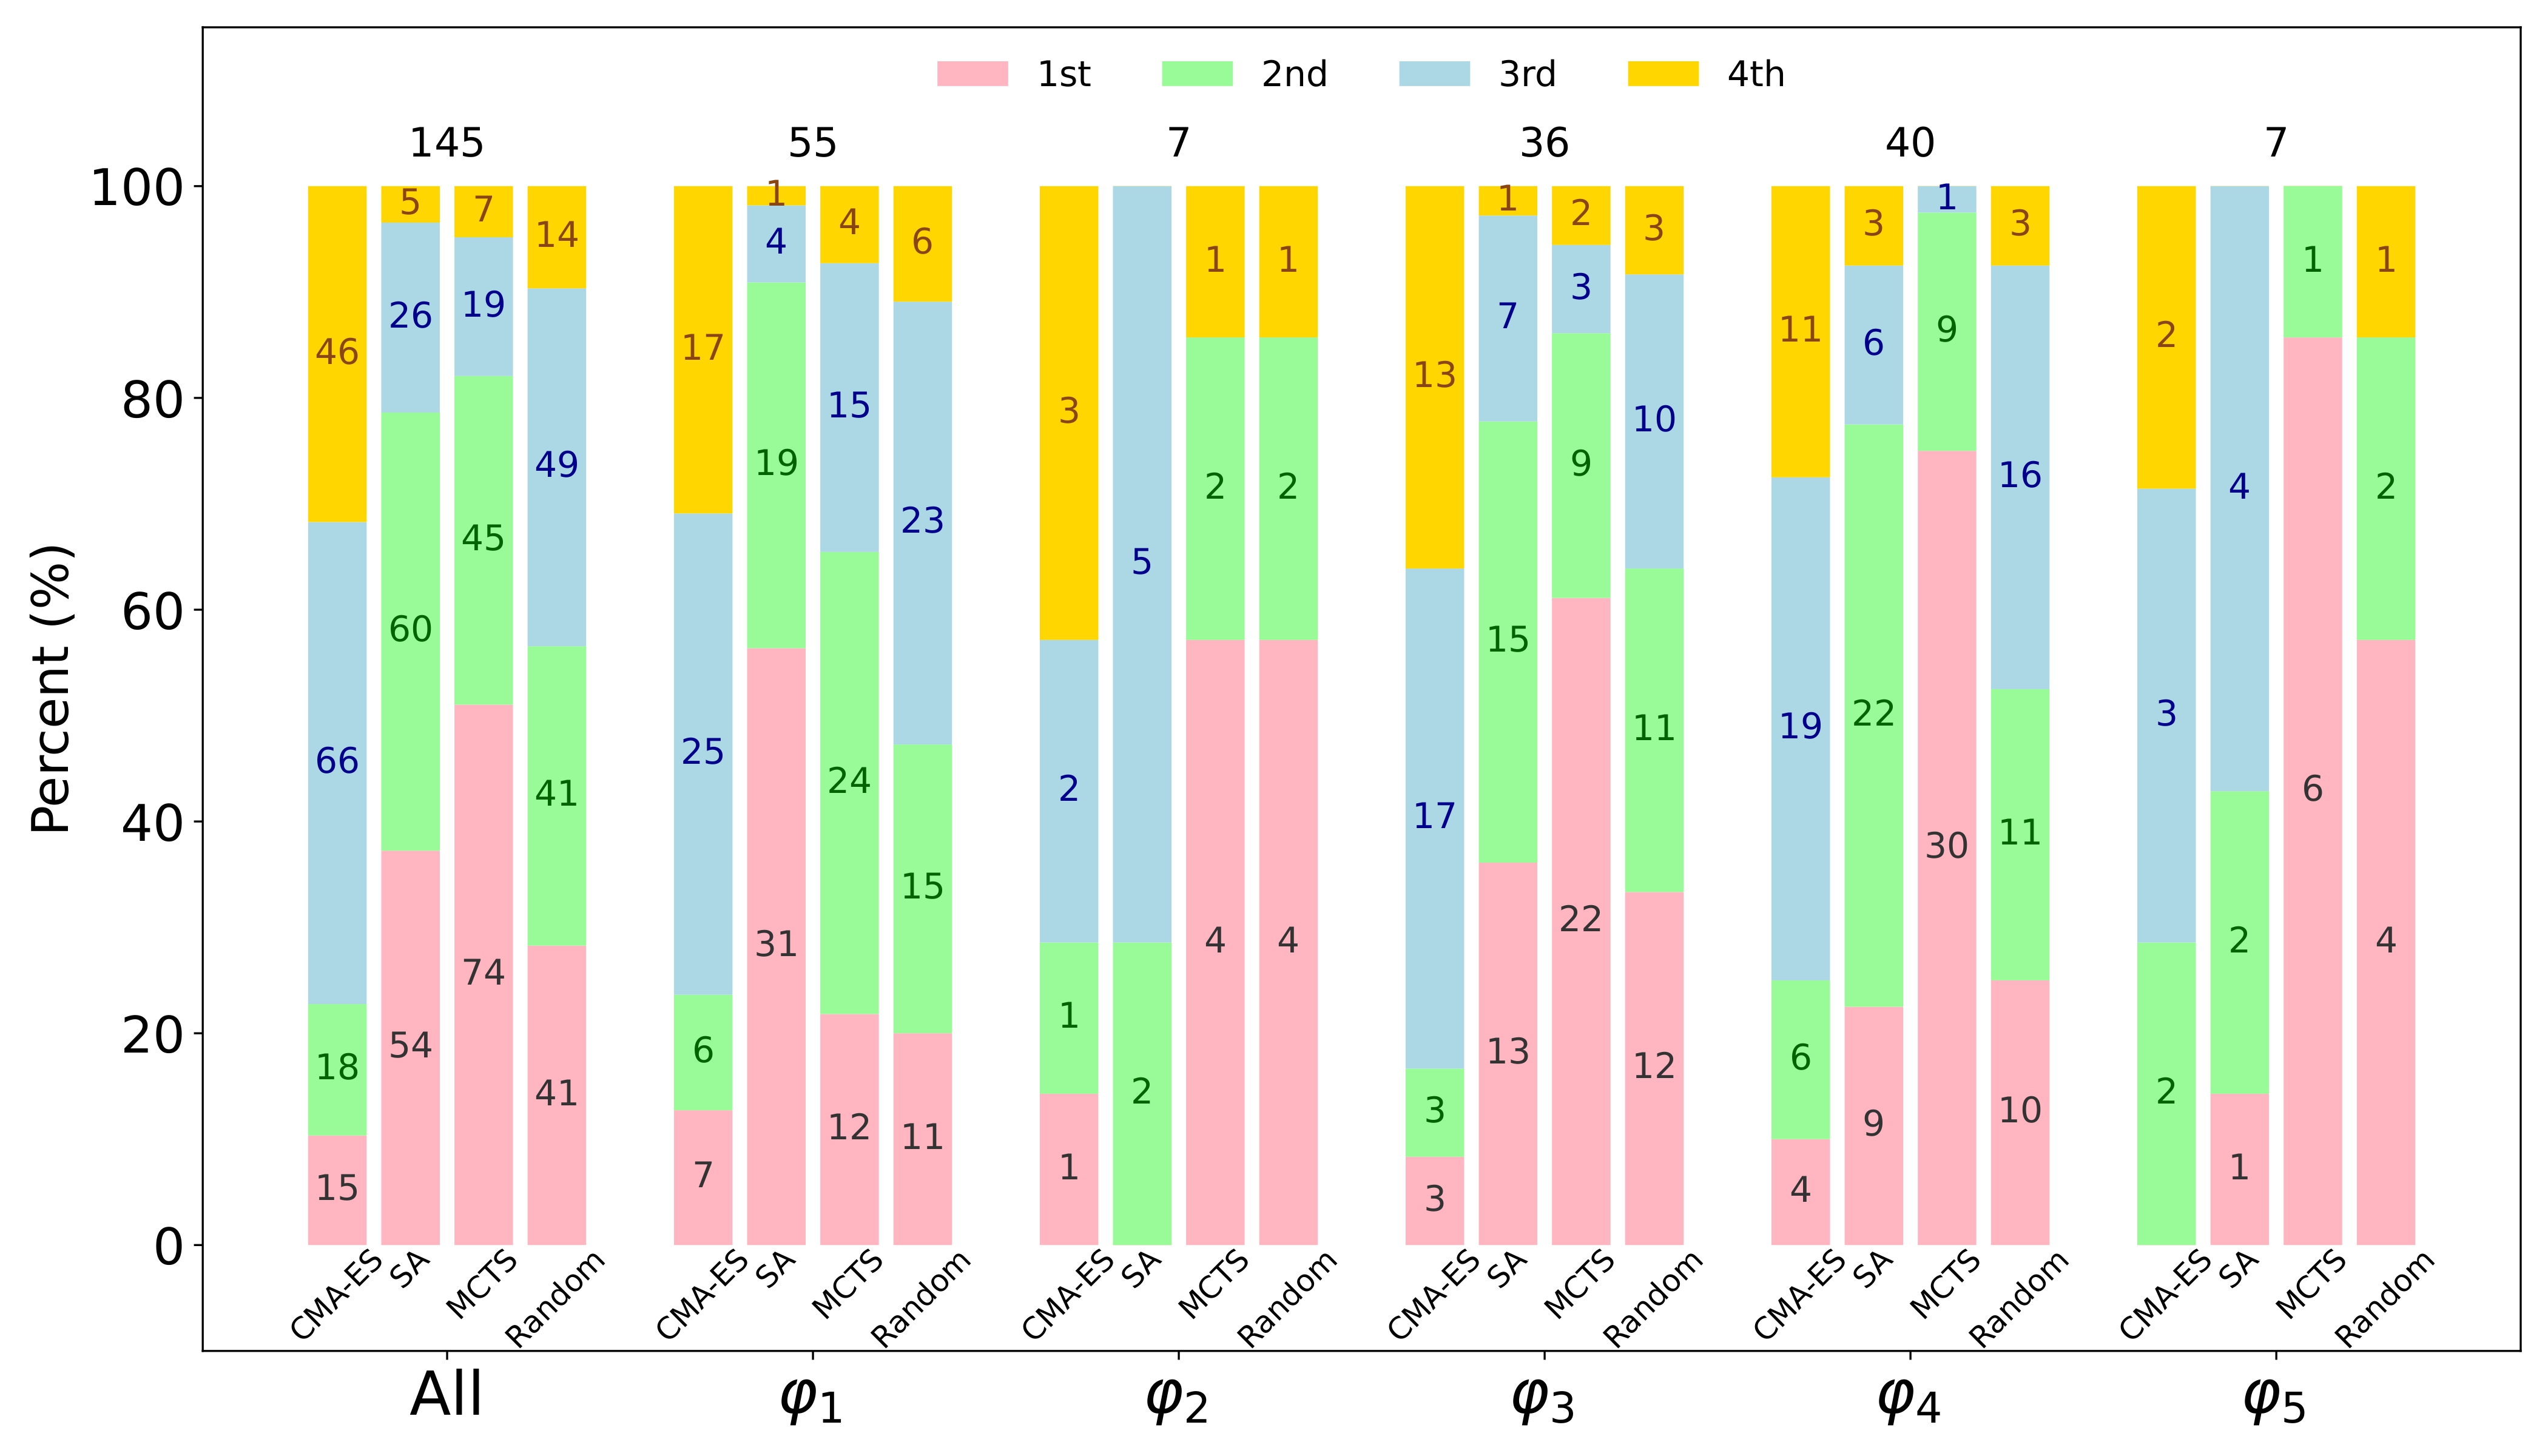 1st 2nd 3rd 4th
145 55 7 36 40 7
Percent (%)
100
80
60
40
20
0
46 66 18 15
5 26 60 54
7 19 45 74
14 49 41 41
17 25 6 7
1 4 19 31
4 15 24 12
6 23 15 11
3 2 1 1
5 2
1 2 4
1 2 4
13 17 3 3
1 7 15 13
2 3 9 22
3 10 11 12
11 19 6 4
3 6 22 9
1 9 30
3 16 11 10
2 3 2
4 2 1
1 6
1 2 4
CMA-ES SA MCTS Random CMA-ES SA MCTS Random CMA-ES SA MCTS Random CMA-ES SA MCTS Random CMA-ES SA MCTS Random CMA-ES SA MCTS Random
All φ1 φ2 φ3 φ4 φ5